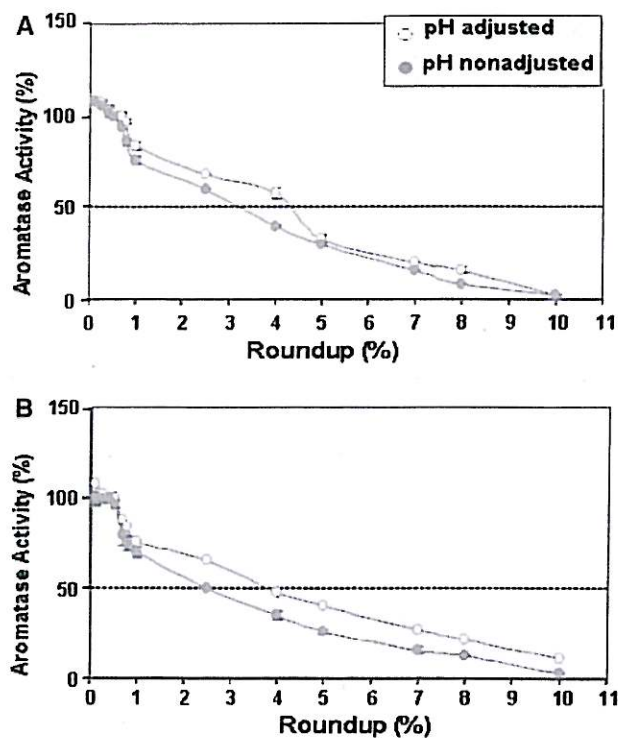 A
150
100
50
0
Aromatase Activity (%)
pH adjusted
pH nonadjusted
0 1 2 3 4 5 6 7 8 9 10 11
Roundup (%)
B
150
100
50
0
Aromatase Activity (%)
0 1 2 3 4 5 6 7 8 9 10 11
Roundup (%)